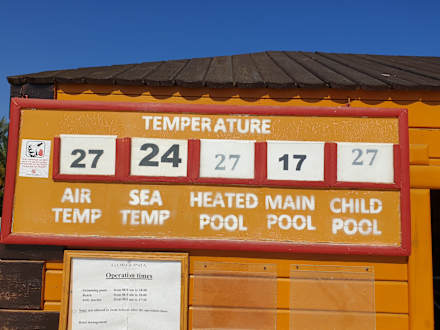 TEMPERATURE
27 24 27 17 27
AIR TEMP
SEA TEMP
HEATED POOL
MAIN POOL
CHILD POOL
Operation times